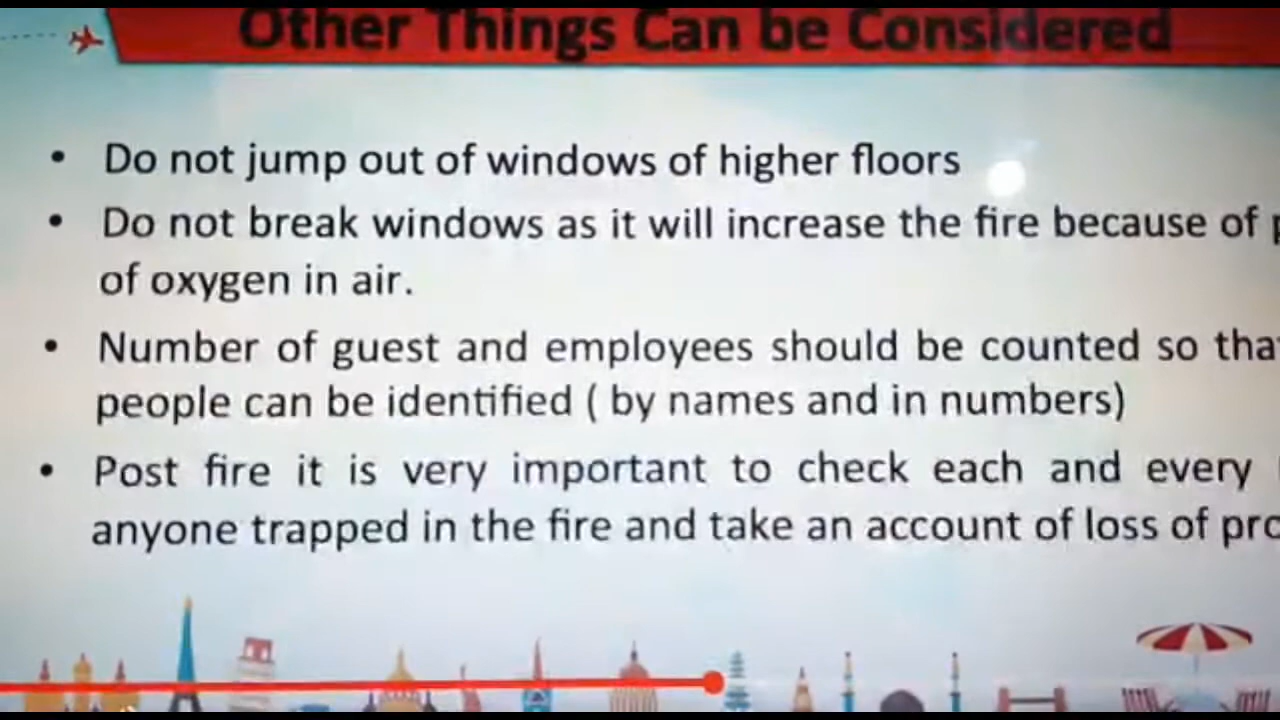 Other Things Can be Considered
• Do not jump out of windows of higher floors
• Do not break windows as it will increase the fire because of
of oxygen in air.
• Number of guest and employees should be counted so
people can be identified ( by names and in numbers)
• Post fire it is very important to check each and every
anyone trapped in the fire and take an account of loss of